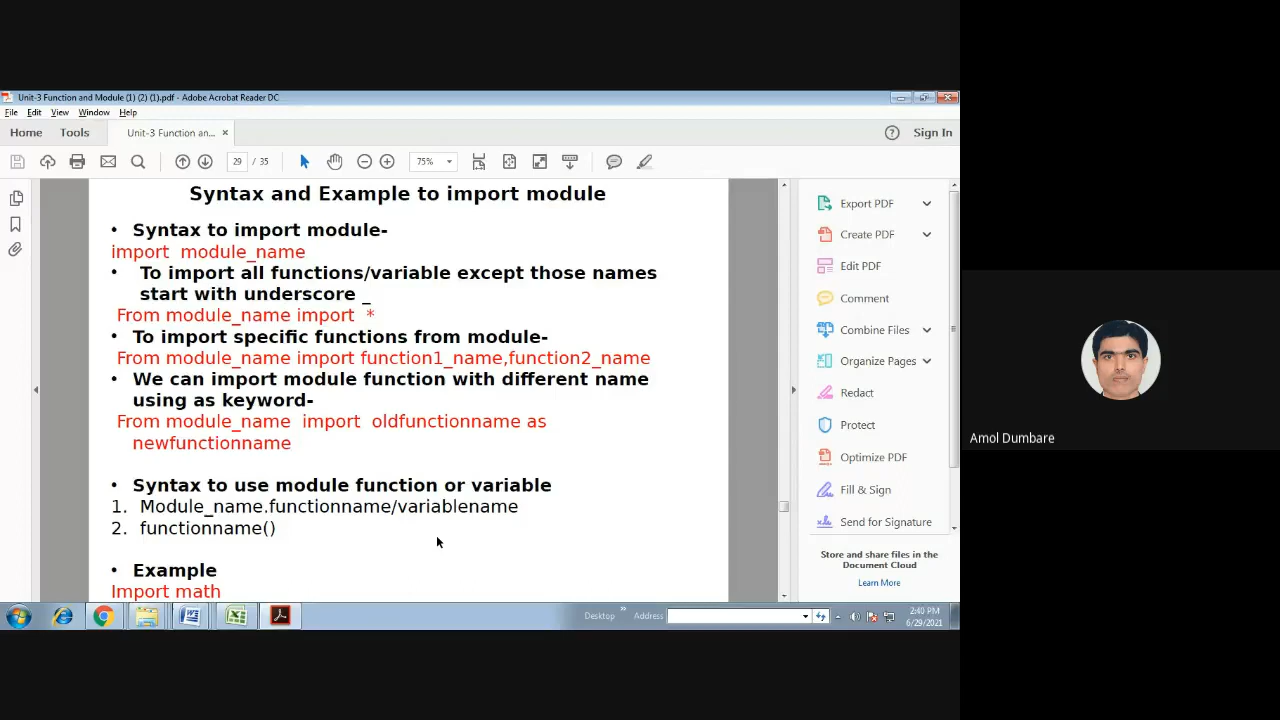 Unit-3 Function and Module (1) (2) (1).pdf - Adobe Acrobat Reader DC
File Edit View Window Help
Home Tools Unit-3 Function an... × Sign In
29 / 35 75%
Syntax and Example to import module
• Syntax to import module-
import module_name
• To import all functions/variable except those names
start with underscore _
From module_name import *
• To import specific functions from module-
From module_name import function1_name,function2_name
• We can import module function with different name
using as keyword-
From module_name import oldfunctionname as
newfunctionname
• Syntax to use module function or variable
1. Module_name.functionname/variablename
2. functionname()
• Example
Import math
Export PDF
Create PDF
Edit PDF
Comment
Combine Files
Organize Pages
Redact
Protect
Optimize PDF
Fill & Sign
Send for Signature
Store and share files in the
Document Cloud
Learn More
Amol Dumbare
Desktop » Address
2:40 PM
6/29/2021